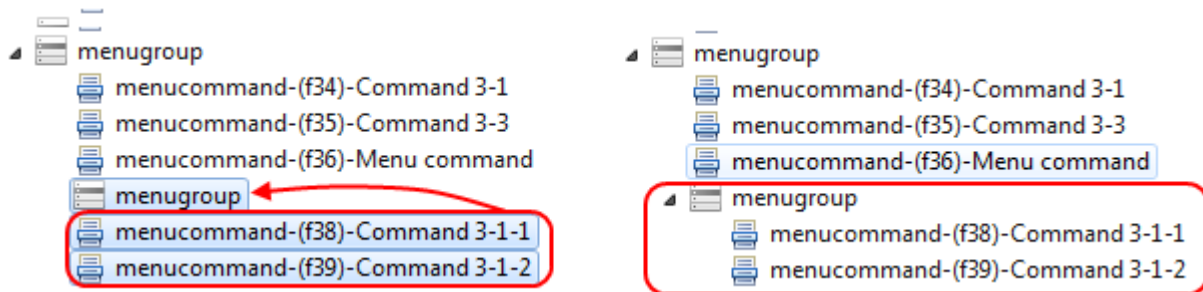 menugroup
menucommand-(f34)-Command 3-1
menucommand-(f35)-Command 3-3
menucommand-(f36)-Menu command
menugroup
menucommand-(f38)-Command 3-1-1
menucommand-(f39)-Command 3-1-2
menugroup
menucommand-(f34)-Command 3-1
menucommand-(f35)-Command 3-3
menucommand-(f36)-Menu command
menugroup
menucommand-(f38)-Command 3-1-1
menucommand-(f39)-Command 3-1-2